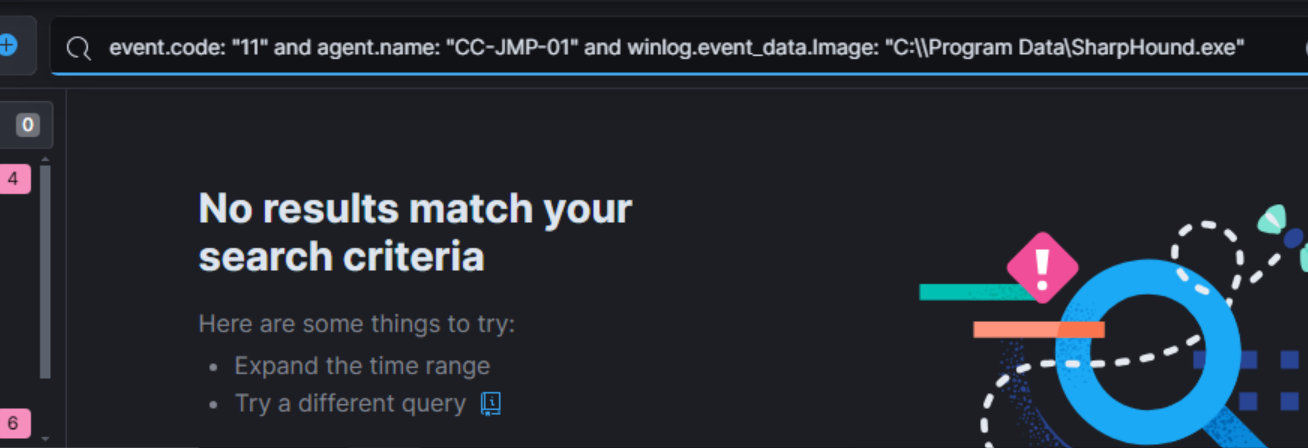 event.code: "11" and agent.name: "CC-JMP-01" and winlog.event_data.Image: "C:\\Program Data\SharpHound.exe"
0
4
No results match your
search criteria
Here are some things to try:
Expand the time range
Try a different query
6